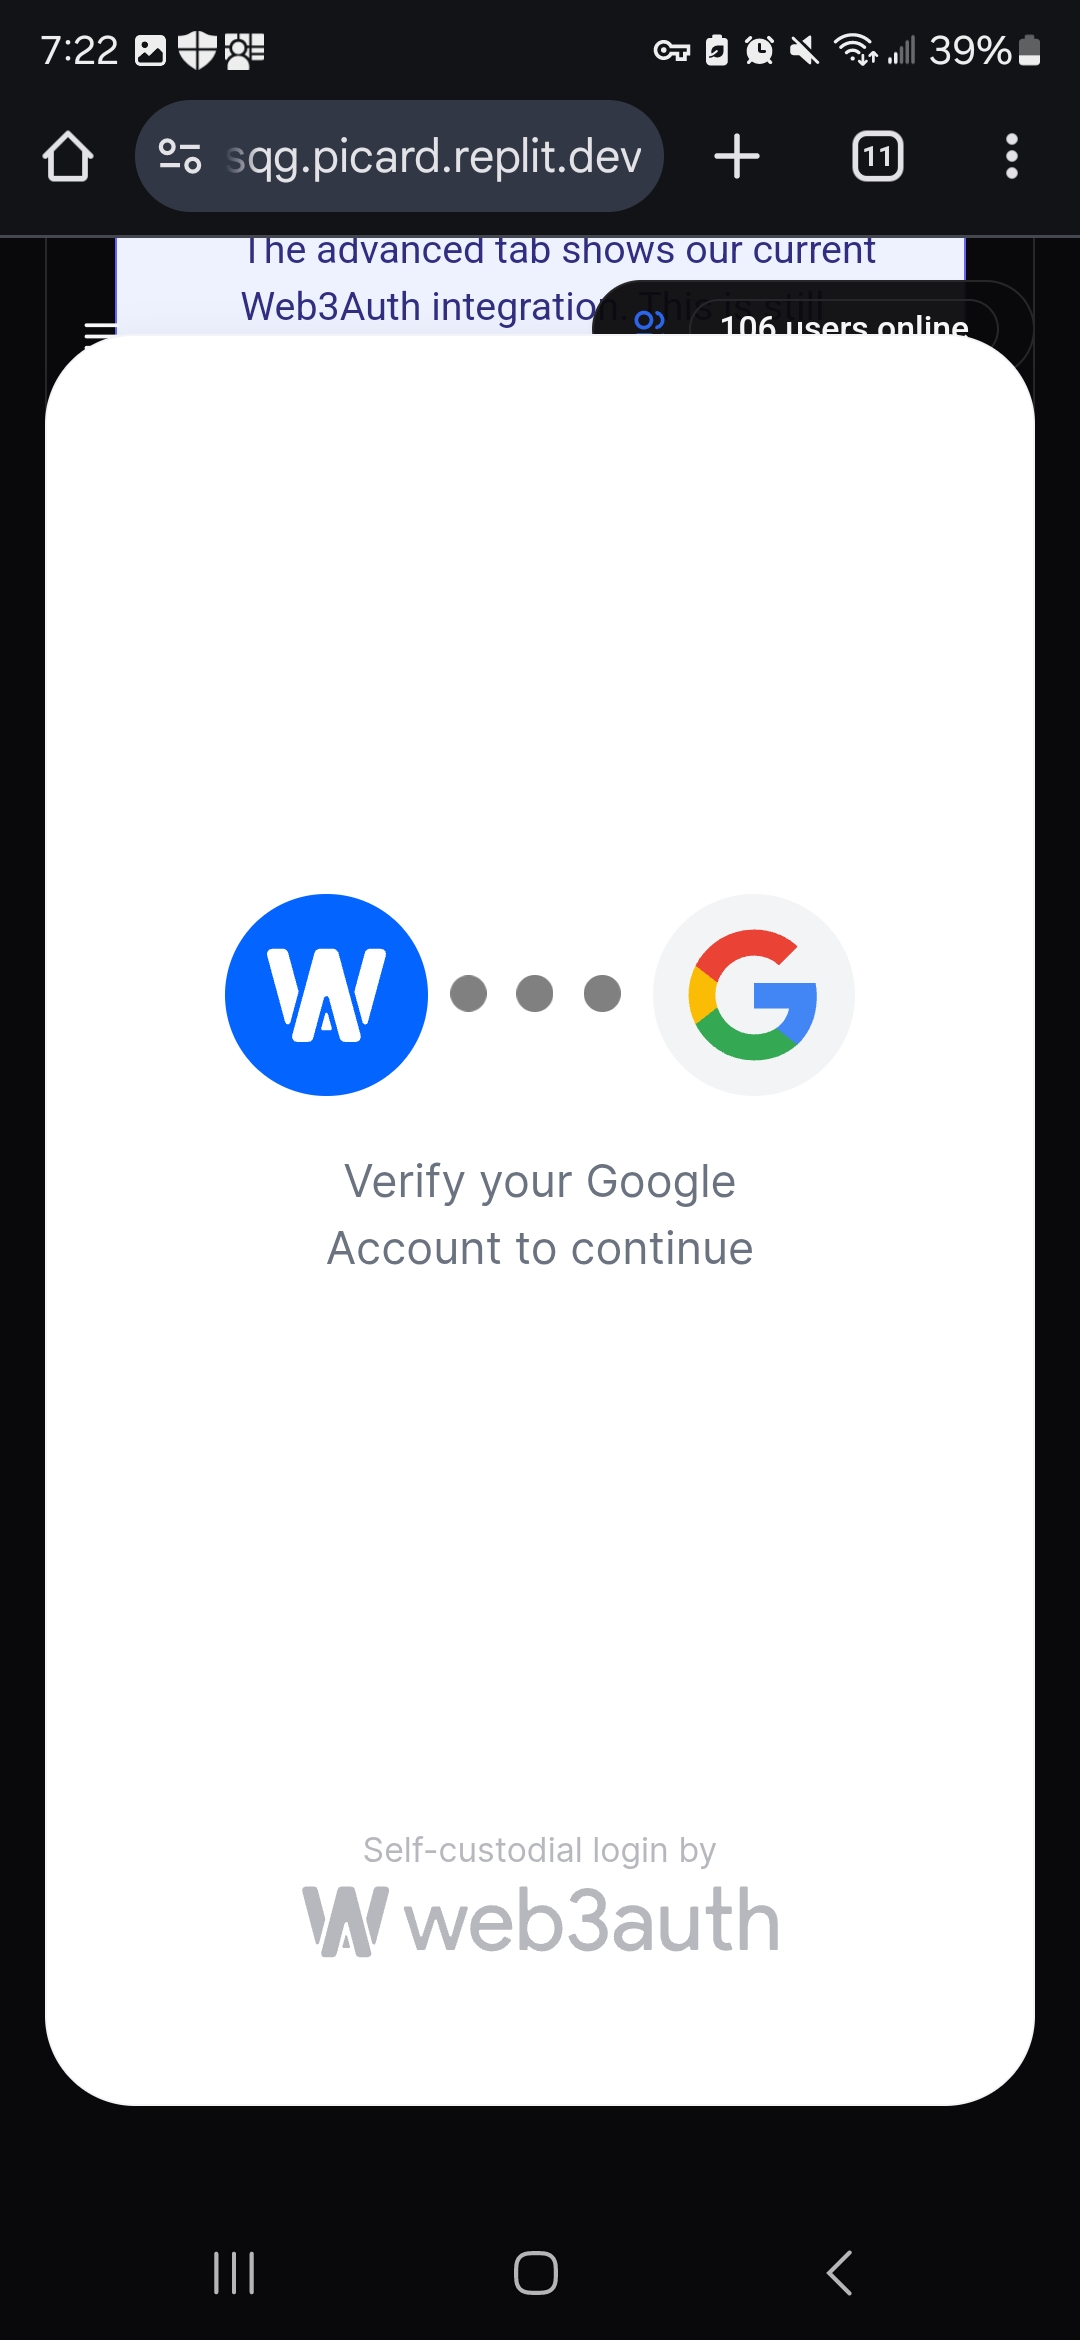 7:22
39%
sqg.picard.replit.dev
11
The advanced tab shows our current
Web3Auth integration. This is still
106 users online
Verify your Google
Account to continue
Self-custodial login by
web3auth